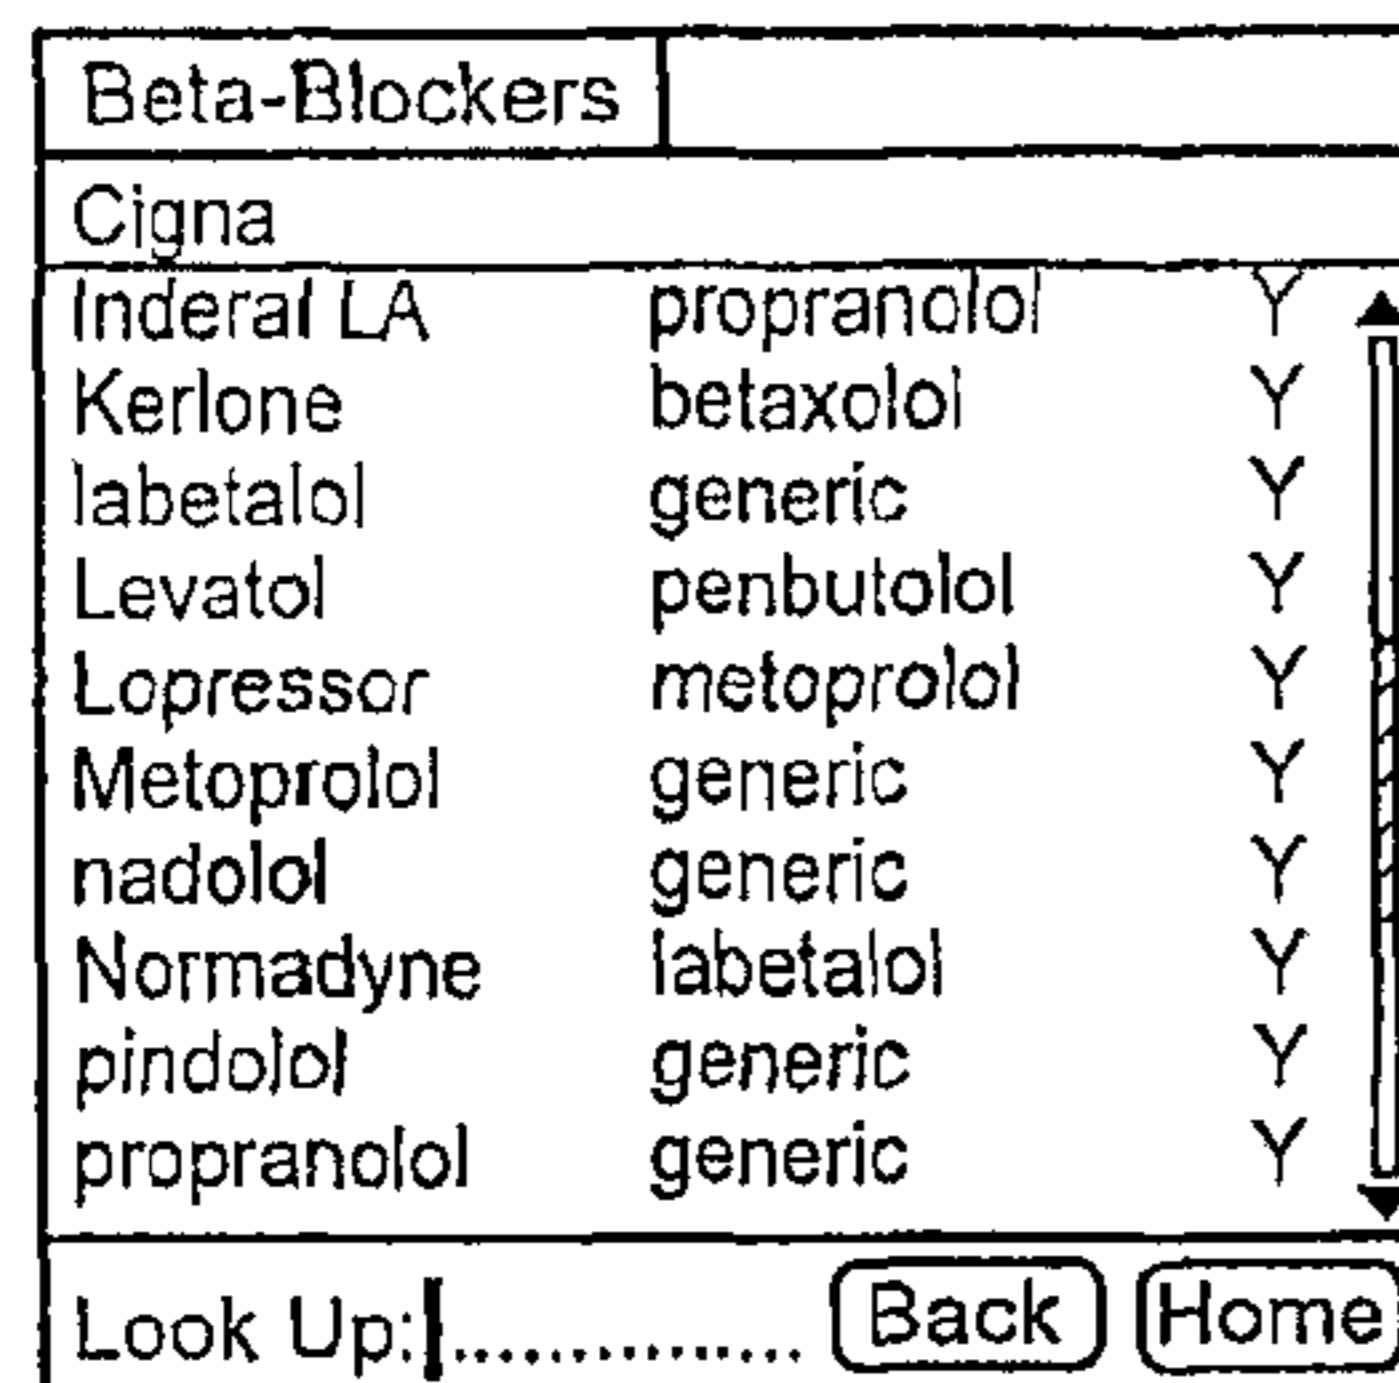 Beta-Blockers
Cigna
Inderal LA propranolol Y
Kerlone betaxolol Y
labetalol generic Y
Levatol penbutolol Y
Lopressor metoprolol Y
Metoprolol generic Y
nadolol generic Y
Normadyne labetalol Y
pindolol generic Y
propranolol generic Y
Look Up:............... Back Home